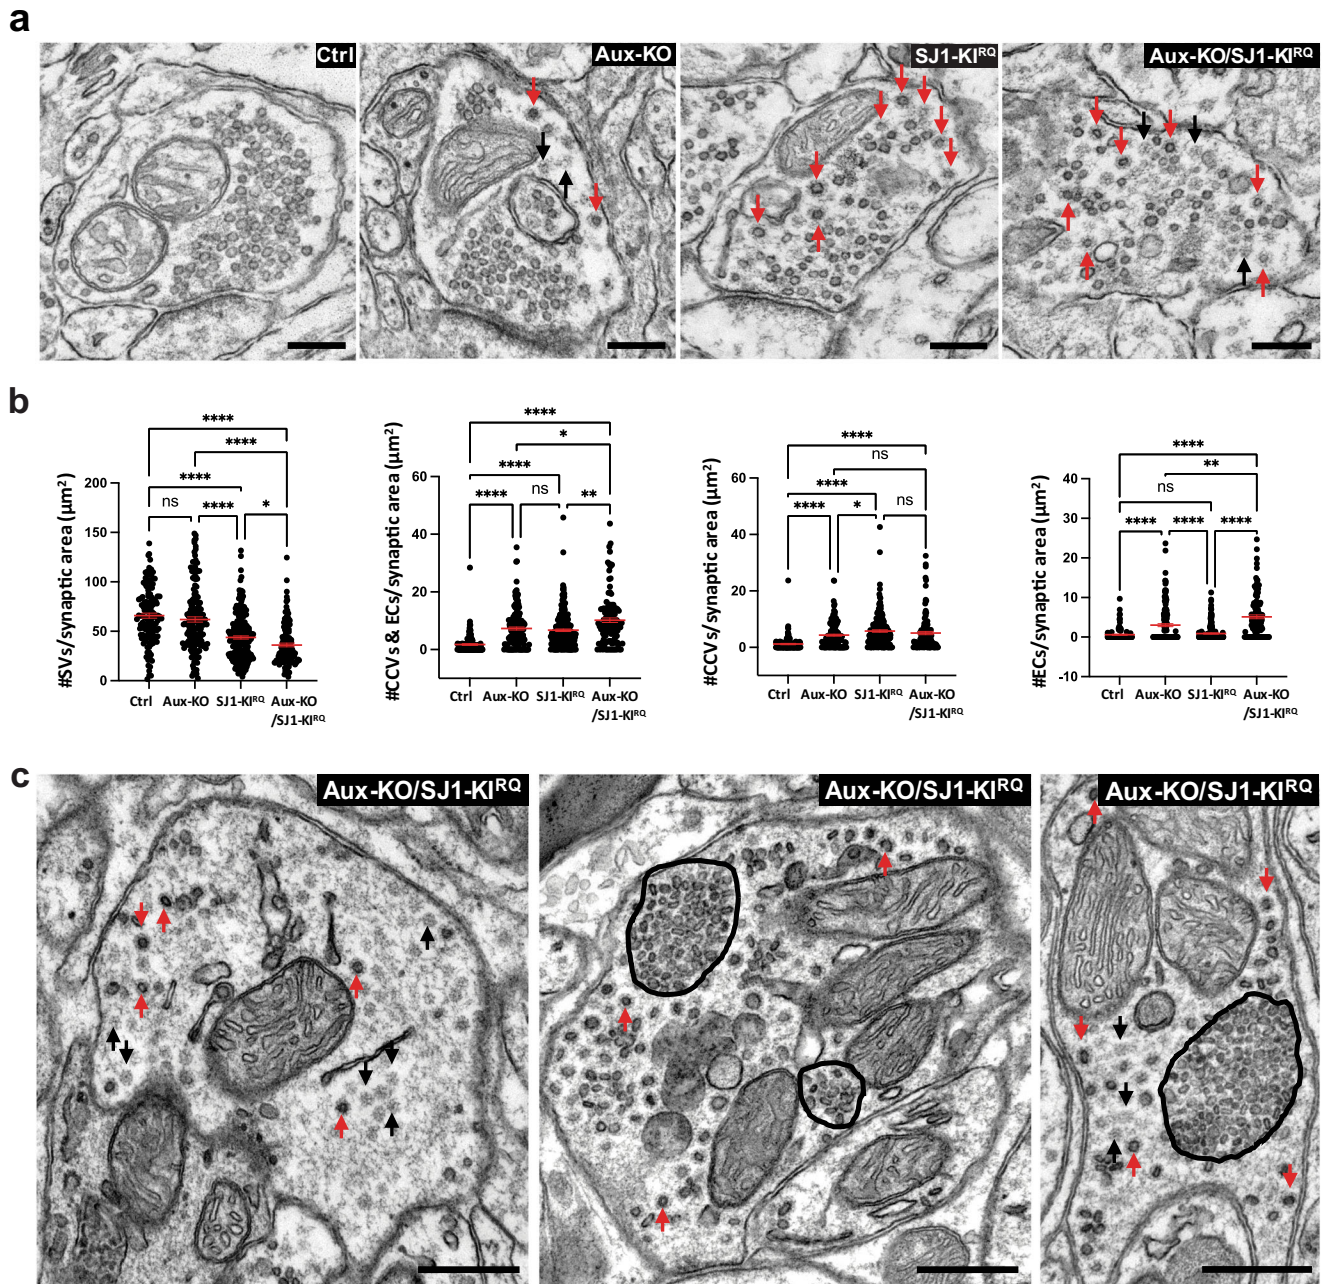 a
Ctrl
Aux-KO
SJ1-KIᴿQ
Aux-KO/SJ1-KIᴿQ
b
#SVs/synaptic area (μm²)
200
150
100
50
0
****
****
****
ns
****
*
Ctrl
Aux-KO
SJ1-KIRQ
Aux-KO
/SJ1-KIRQ
#CCVs & ECs/synaptic area (μm²)
60
40
20
0
****
*
****
****
ns
**
Ctrl
Aux-KO
SJ1-KIRQ
Aux-KO
/SJ1-KIRQ
#CCVs/synaptic area (μm²)
60
40
20
0
****
ns
****
****
*
ns
Ctrl
Aux-KO
SJ1-KIRQ
Aux-KO
/SJ1-KIRQ
#ECs/synaptic area (μm²)
40
30
20
10
0
-10
****
**
ns
****
****
****
Ctrl
Aux-KO
SJ1-KIRQ
Aux-KO
/SJ1-KIRQ
c
Aux-KO/SJ1-KIRQ
Aux-KO/SJ1-KIRQ
Aux-KO/SJ1-KIRQ